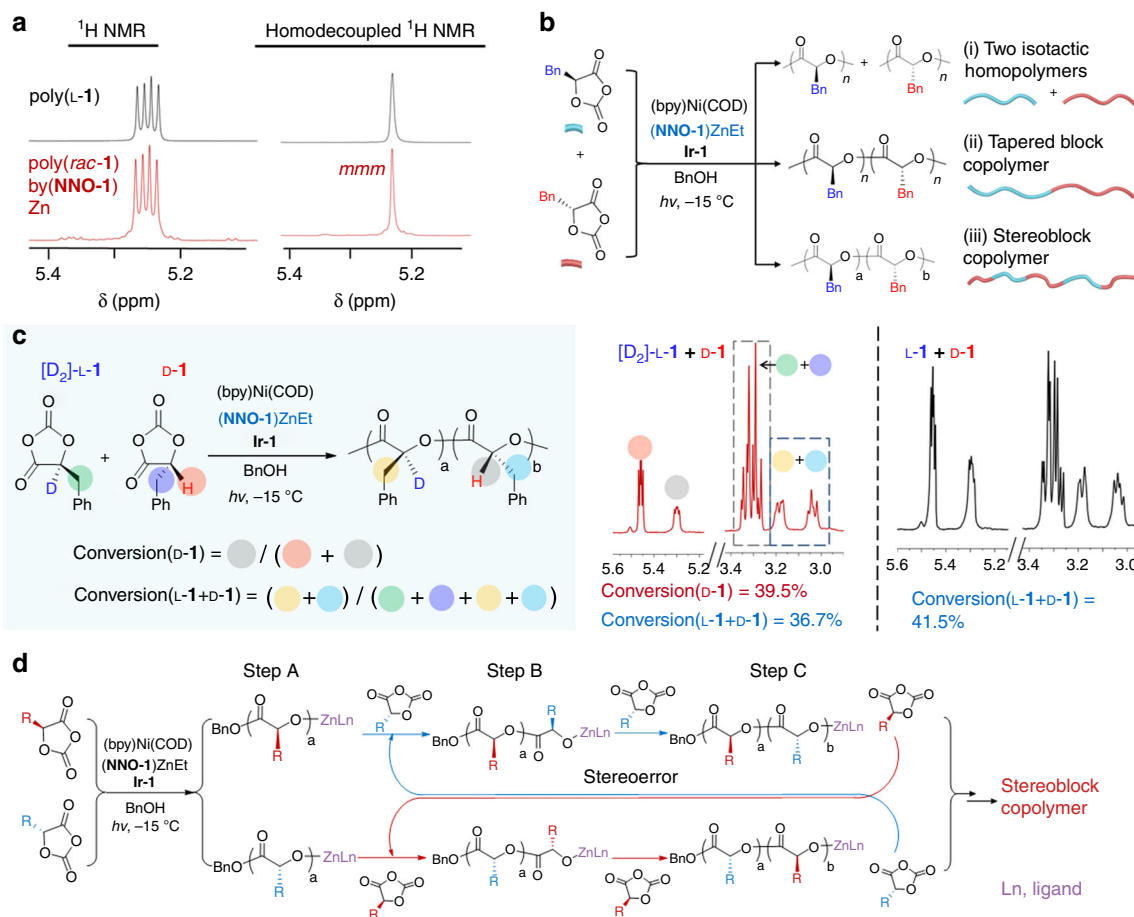 a
¹H NMR
Homodecoupled ¹H NMR
poly(L-1)
poly(rac-1)
by(NNO-1)
Zn
mmm
5.4
5.2
5.4
5.2
δ (ppm)
δ (ppm)
b
Bn
O
O
O
O
+
Bn
O
O
O
O
(bpy)Ni(COD)
(NNO-1)ZnEt
Ir-1
BnOH
hv, –15 °C
O
O
n
Bn
+
O
O
n
Bn
(i) Two isotactic
homopolymers
+
O
O
n
Bn
O
O
n
Bn
(ii) Tapered block
copolymer
O
O
a
Bn
O
O
b
Bn
(iii) Stereoblock
copolymer
c
[D₂]-L-1
D-1
O
O
O
O
D
Ph
+
O
O
O
O
H
Ph
(bpy)Ni(COD)
(NNO-1)ZnEt
Ir-1
BnOH
hv, –15 °C
O
O
a
D
Ph
O
O
b
H
Ph
Conversion(D-1) = / ( + )
Conversion(L-1+D-1) = ( + ) / ( + + + )
[D₂]-L-1 + D-1
+
+
5.4
5.2
3.4
3.2
3.0
Conversion(D-1) = 39.5%
Conversion(L-1+D-1) = 36.7%
L-1 + D-1
5.4
5.2
3.4
3.2
3.0
Conversion(L-1+D-1) =
41.5%
d
Step A
Step B
Step C
R
O
O
O
O
R
O
O
O
O
(bpy)Ni(COD)
(NNO-1)ZnEt
Ir-1
BnOH
hv, –15 °C
BnO
O
O
ZnLn
a
R
O
O
O
O
R
BnO
O
O
a
R
R
O
O
ZnLn
O
O
O
O
R
BnO
O
O
a
R
O
O
b
R
ZnLn
O
O
O
O
R
Stereoerror
BnO
O
O
ZnLn
a
R
O
O
O
O
R
BnO
O
O
a
R
R
O
O
ZnLn
O
O
O
O
R
BnO
O
O
a
R
O
O
b
R
ZnLn
O
O
O
O
R
Stereoblock
copolymer
Ln, ligand